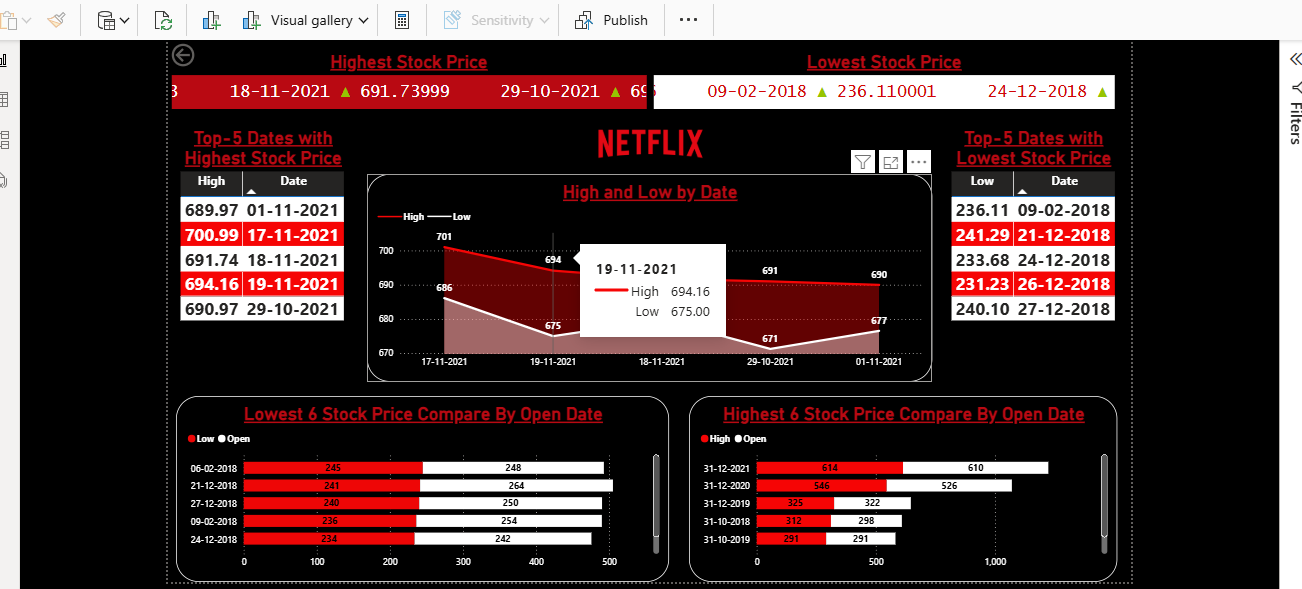 Visual gallery
Sensitivity
Publish
Highest Stock Price
Lowest Stock Price
3 18-11-2021 ▲ 691.73999 29-10-2021 ▲ 69
09-02-2018 ▲ 236.110001 24-12-2018 ▲
Filters
Top-5 Dates with
Highest Stock Price
High Date
689.97 01-11-2021
700.99 17-11-2021
691.74 18-11-2021
694.16 19-11-2021
690.97 29-10-2021
NETFLIX
High and Low by Date
High Low
700
690
680
670
701
694
691
690
686
675
671
677
19-11-2021
High 694.16
Low 675.00
17-11-2021 19-11-2021 18-11-2021 29-10-2021 01-11-2021
Top-5 Dates with
Lowest Stock Price
Low Date
236.11 09-02-2018
241.29 21-12-2018
233.68 24-12-2018
231.23 26-12-2018
240.10 27-12-2018
Lowest 6 Stock Price Compare By Open Date
Low Open
06-02-2018 245 248
21-12-2018 241 264
27-12-2018 240 250
09-02-2018 236 254
24-12-2018 234 242
0 100 200 300 400 500
Highest 6 Stock Price Compare By Open Date
High Open
31-12-2021 614 610
31-12-2020 546 526
31-12-2019 325 322
31-10-2018 312 298
31-10-2019 291 291
0 500 1,000